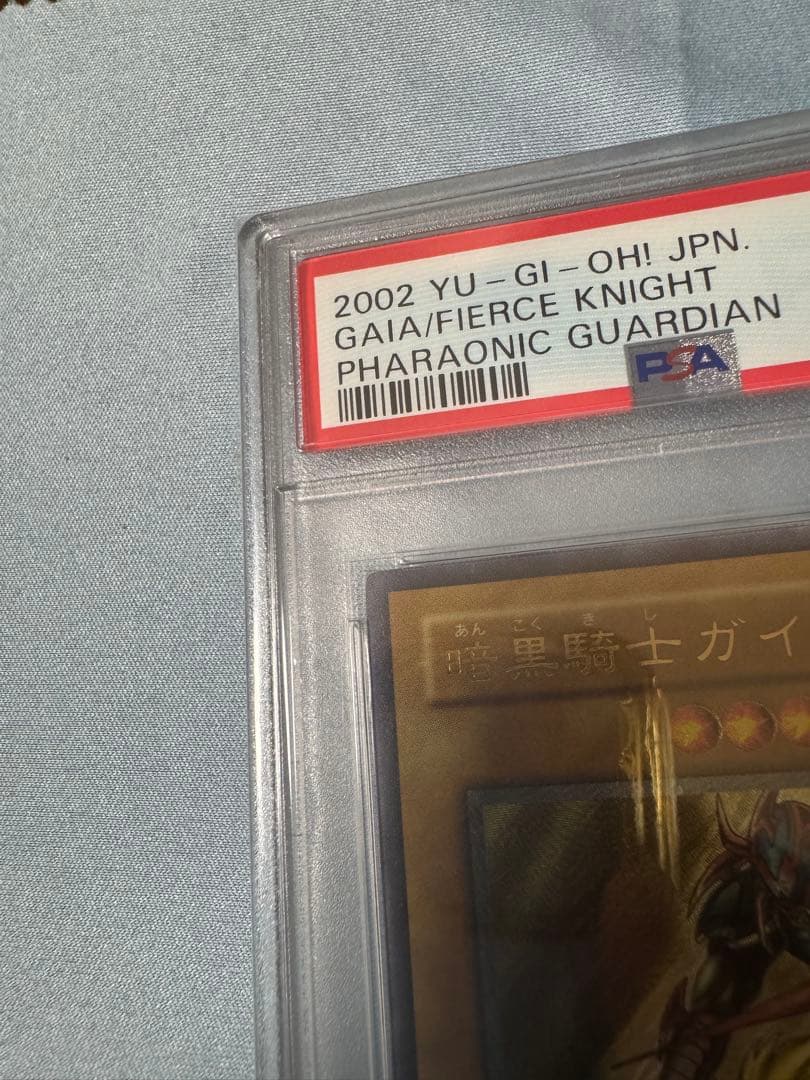 2002 YU-GI-OH! JPN.
GAIA/FIERCE KNIGHT
PHARAONIC GUARDIAN
PSA
あんこくきし
暗黒騎士ガイ